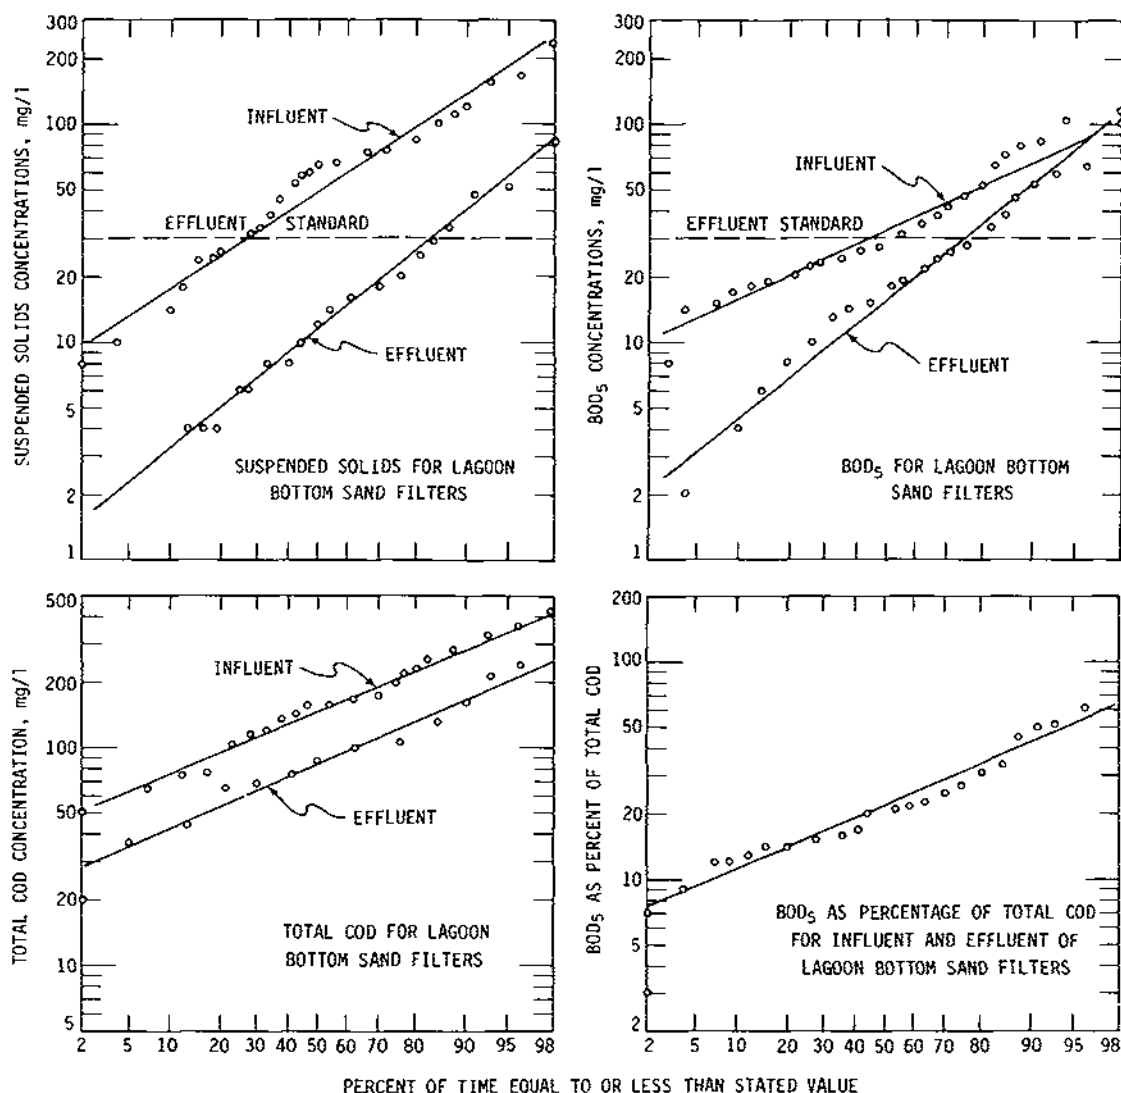 SUSPENDED SOLIDS CONCENTRATIONS, mg/l
300
200
100
50
20
10
5
2
1
INFLUENT
EFFLUENT STANDARD
EFFLUENT
SUSPENDED SOLIDS FOR LAGOON
BOTTOM SAND FILTERS
BOD₅ CONCENTRATIONS, mg/l
300
200
100
50
20
10
5
2
1
INFLUENT
EFFLUENT STANDARD
EFFLUENT
BOD₅ FOR LAGOON BOTTOM
SAND FILTERS
TOTAL COD CONCENTRATION, mg/l
500
200
100
50
20
10
5
INFLUENT
EFFLUENT
TOTAL COD FOR LAGOON
BOTTOM SAND FILTERS
2 5 10 20 30 40 50 60 70 80 90 95 98
BOD₅ AS PERCENT OF TOTAL COD
200
100
50
20
10
5
2
BOD₅ AS PERCENTAGE OF TOTAL COD
FOR INFLUENT AND EFFLUENT OF
LAGOON BOTTOM SAND FILTERS
2 5 10 20 30 40 50 60 70 80 90 95 98
PERCENT OF TIME EQUAL TO OR LESS THAN STATED VALUE